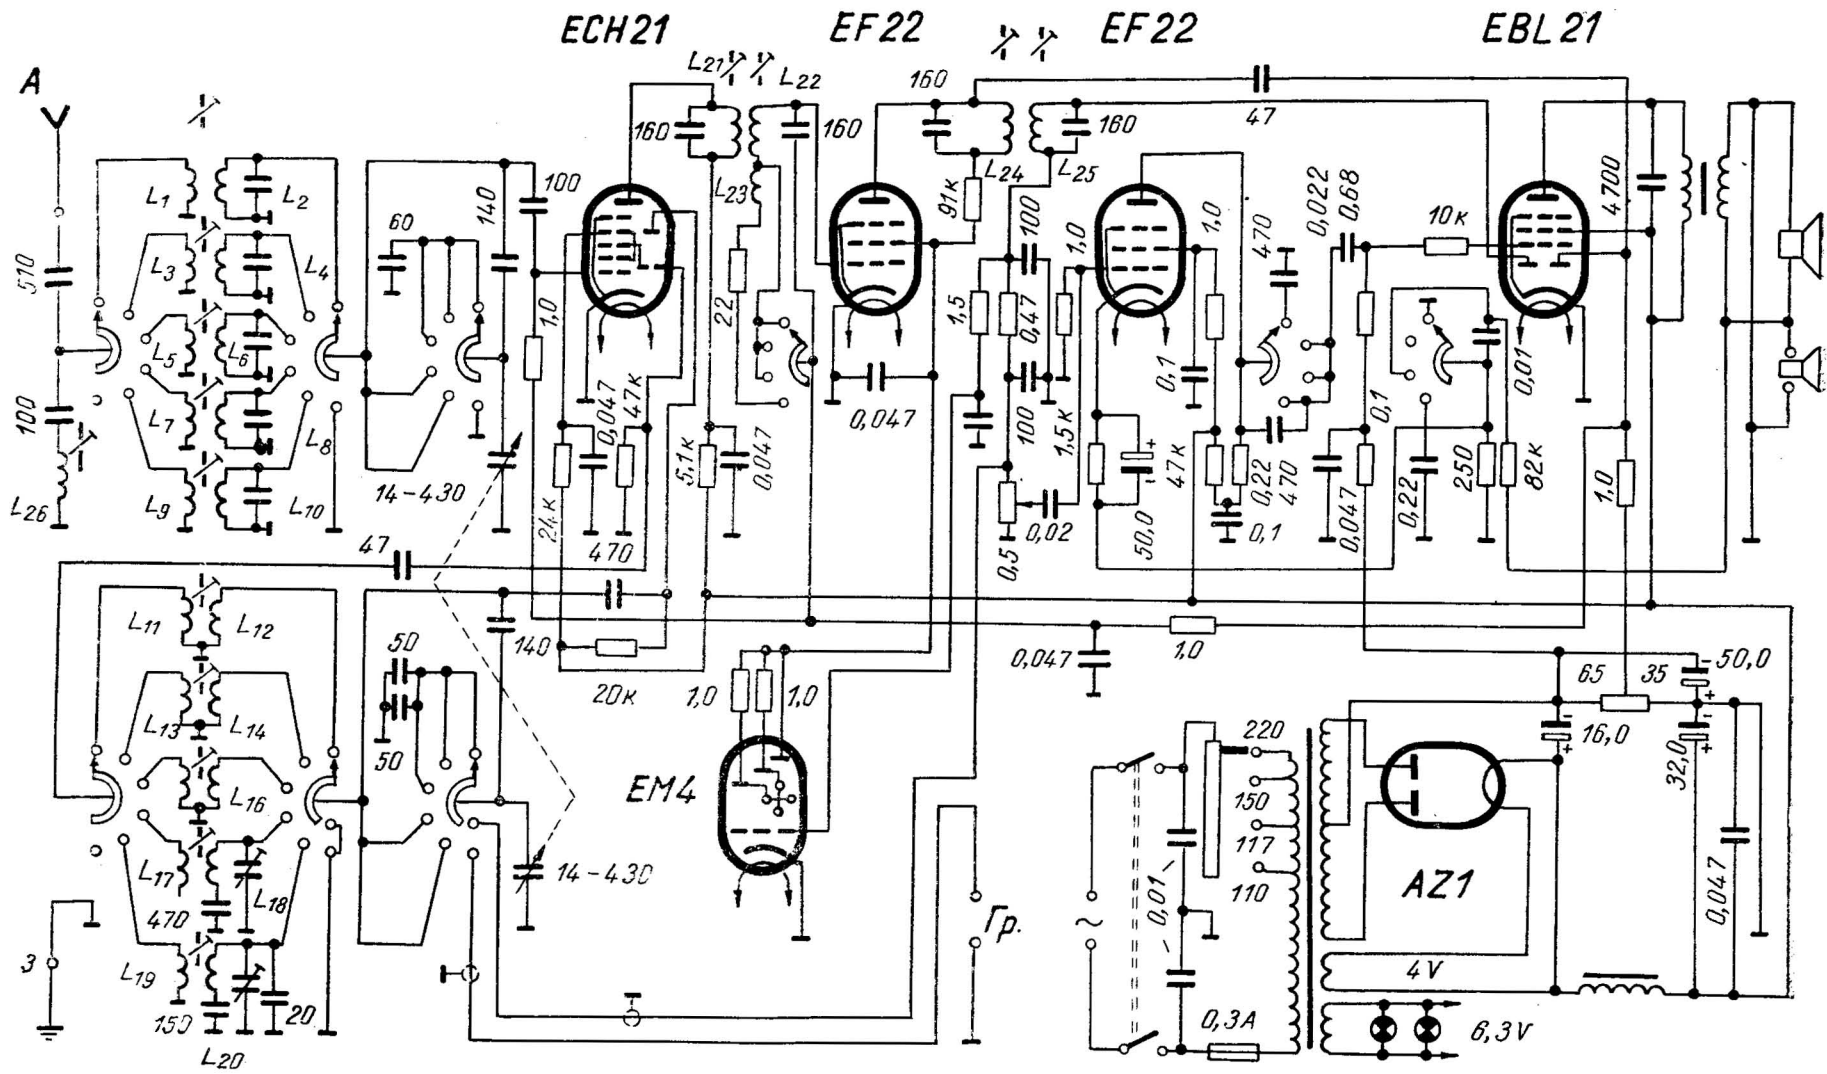 ECH21
EF22
EF22
EBL21
A
L21
L22
160
47
160
160
160
L24
L25
L1
L2
140
100
L23
91к
100
1,0
1,0
470
0,022
0,68
10к
4700
60
L3
L4
510
1,0
22
1,5
0,47
0,1
0,01
L5
L6
100
L7
L8
0,047
47к
0,047
100
1,5к
0,1
L26
L9
L10
14-430
24к
5,1к
0,047
0,5
0,02
50,0
47к
0,22
470
0,1
0,047
0,22
250
82к
1,0
47
470
L11
L12
50
140
20к
1,0
1,0
0,047
1,0
65
35
50,0
L13
L14
50
16,0
32,0
220
150
117
110
EM4
L16
AZ1
L17
L18
14-430
0,01
0,047
470
Гр.
~
З
L19
4V
150
20
0,3A
6,3V
L20